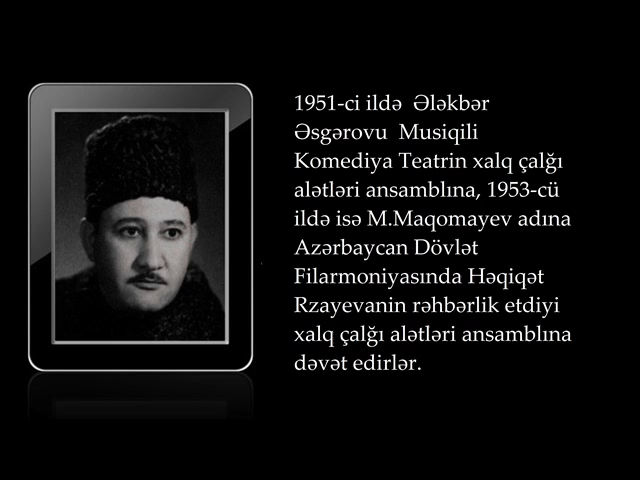 1951-ci ildə Ələkbər
Əsgərovu Musiqili
Komediya Teatrin xalq çalğı
alətləri ansamblına, 1953-cü
ildə isə M.Maqomayev adına
Azərbaycan Dövlət
Filarmoniyasında Həqiqət
Rzayevanin rəhbərlik etdiyi
xalq çalğı alətləri ansamblına
dəvət edirlər.